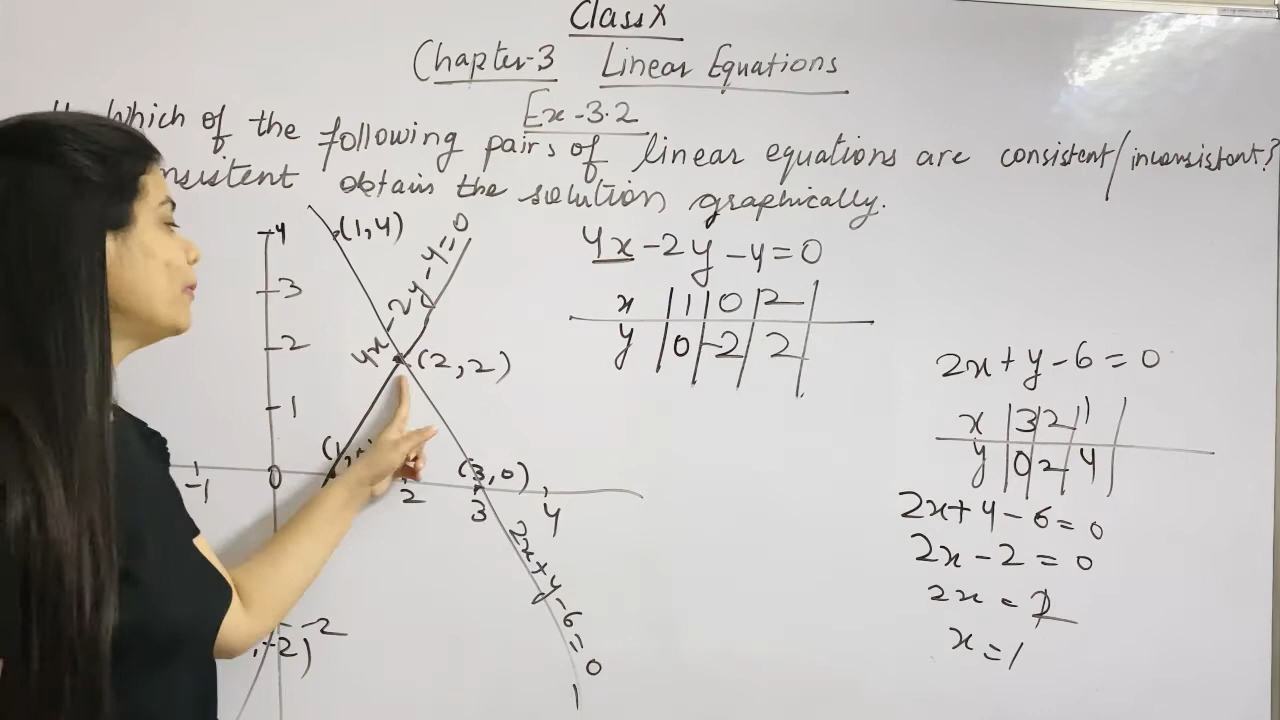 Class X
Chapter-3 Linear Equations
Ex-3.2
Which of the following pairs of linear equations are consistent/inconsistent?
obtain the solution graphically.
4x-2y-4=0
x | 1 | 0 | 2
y | 0 | -2 | 2
2x+y-6=0
x | 3 | 2 | 1
y | 0 | 2 | 4
2x+4-6=0
2x-2=0
2x=2
x=1
4
(1,4)
4x-2y-4=0
3
2
(2,2)
1
-1
0
2
(3,0)
3
4
2x+y-6=0
-2
,-2)